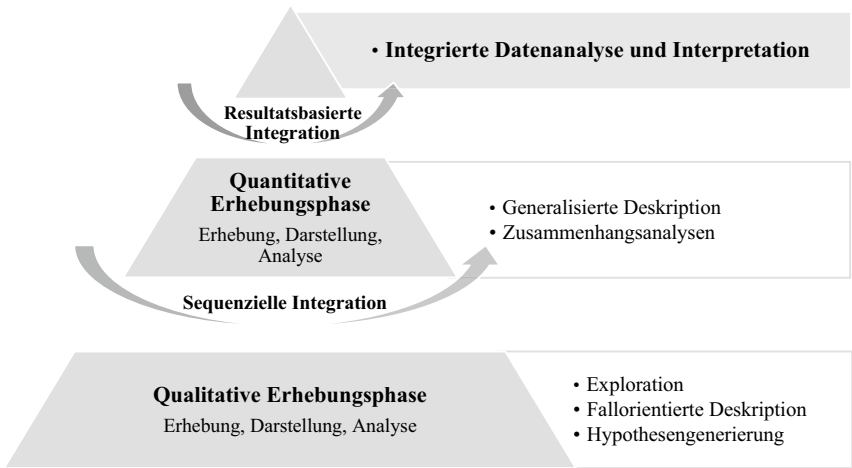 • Integrierte Datenanalyse und Interpretation
Resultatsbasierte
Integration
Quantitative
Erhebungsphase
Erhebung, Darstellung,
Analyse
• Generalisierte Deskription
• Zusammenhangsanalysen
Sequenzielle Integration
Qualitative Erhebungsphase
Erhebung, Darstellung, Analyse
• Exploration
• Fallorientierte Deskription
• Hypothesengenerierung